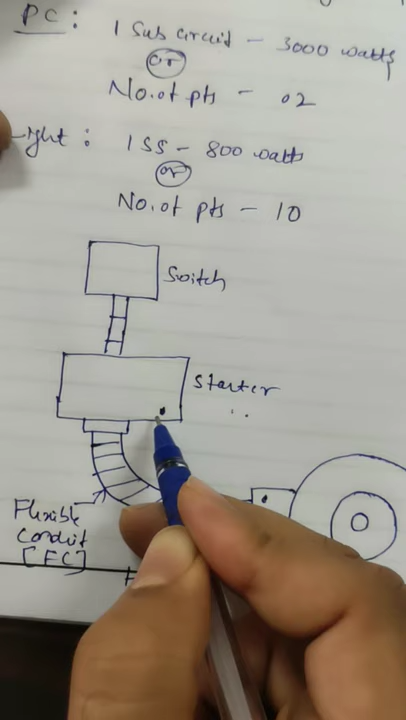 PC :
1 Sub circuit - 3000 watts
or
No. of pts - 02
ght :
1 SS - 800 watts
or
No. of pts - 10
Switch
Starter
Flexible
Conduit
[FC]